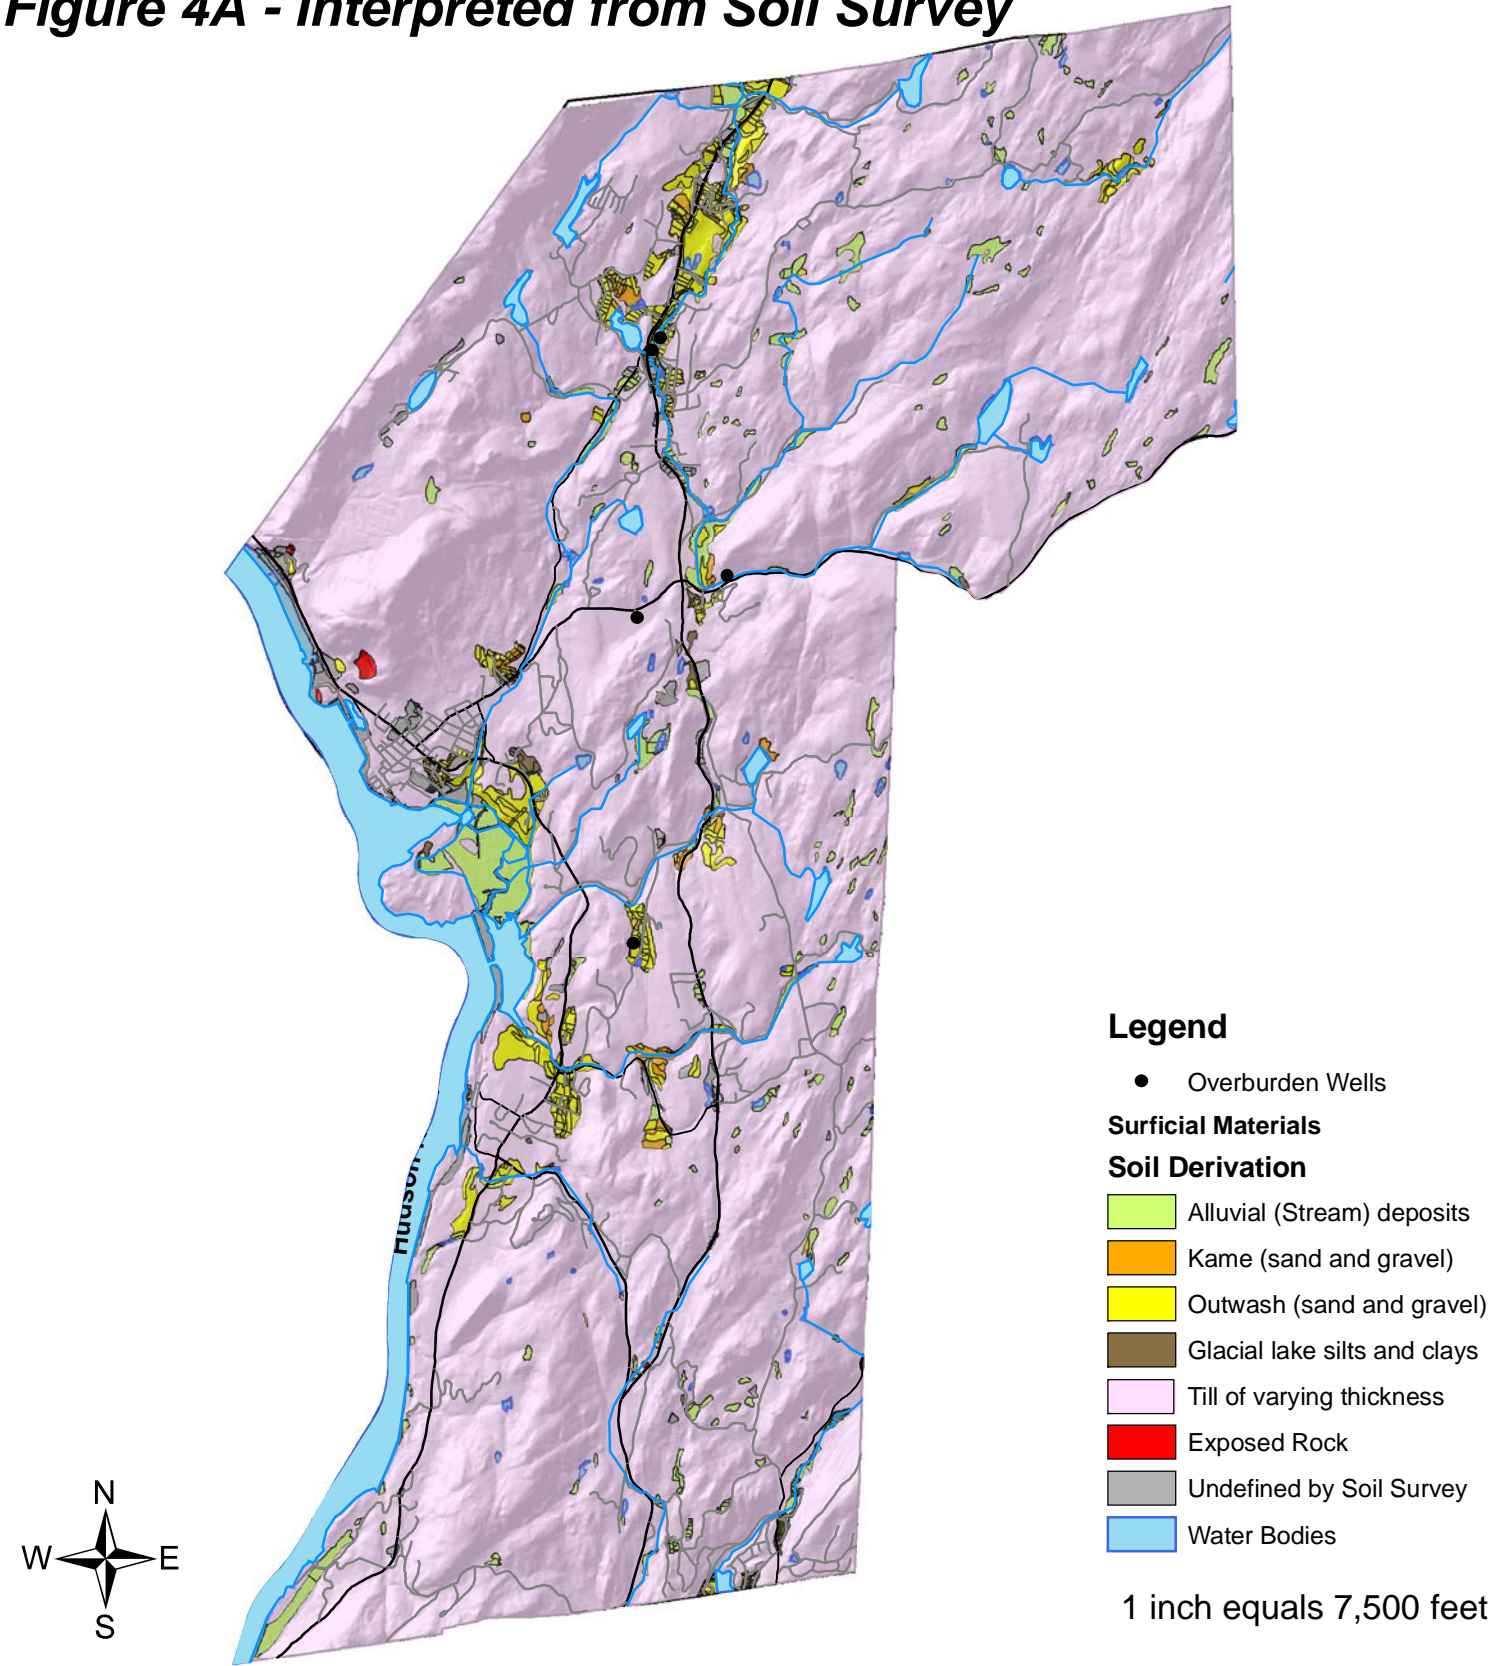 Figure 4A - Interpreted from Soil Survey
Hudson
Legend
Overburden Wells
Surficial Materials
Soil Derivation
Alluvial (Stream) deposits
Kame (sand and gravel)
Outwash (sand and gravel)
Glacial lake silts and clays
Till of varying thickness
Exposed Rock
Undefined by Soil Survey
Water Bodies
N
W E
S
1 inch equals 7,500 feet